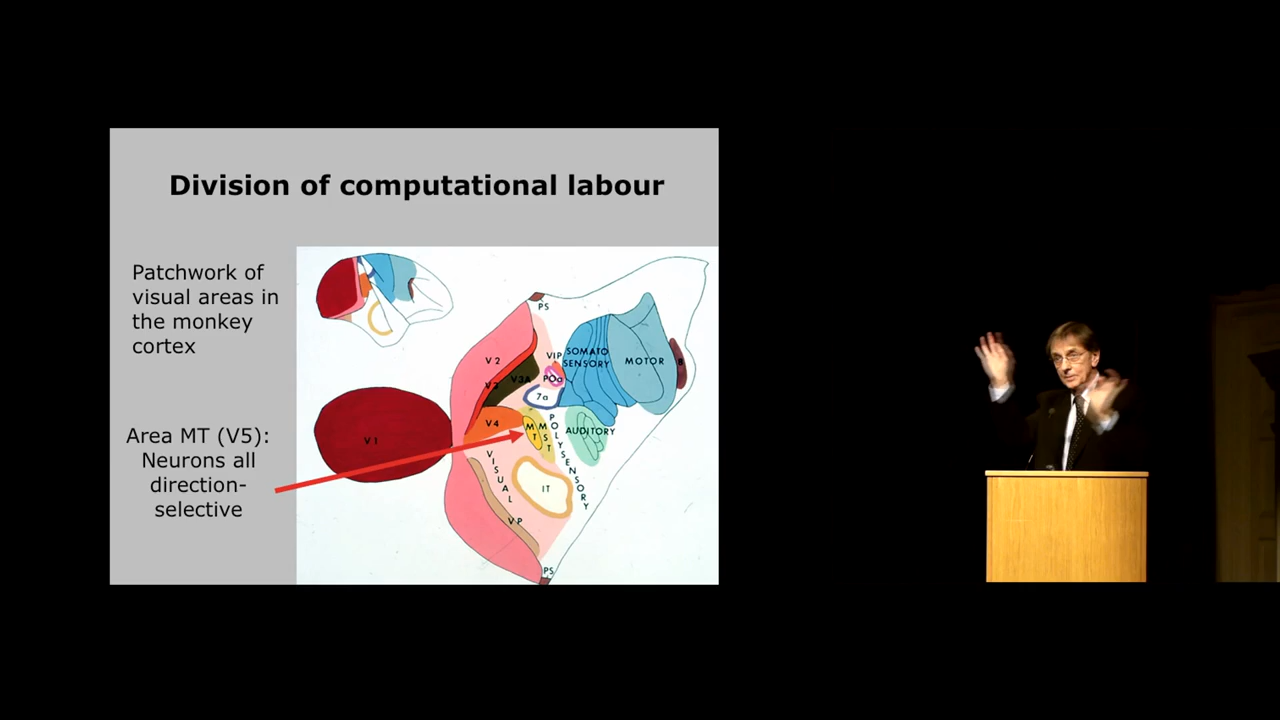 Division of computational labour
Patchwork of
visual areas in
the monkey
cortex
Area MT (V5):
Neurons all
direction-
selective
PS
V2
V3
V3A
VIP
POa
7a
SOMATO
SENSORY
MOTOR
8
V1
V4
MT
MST
POLYSENSORY
AUDITORY
VISUAL
IT
VP
PS